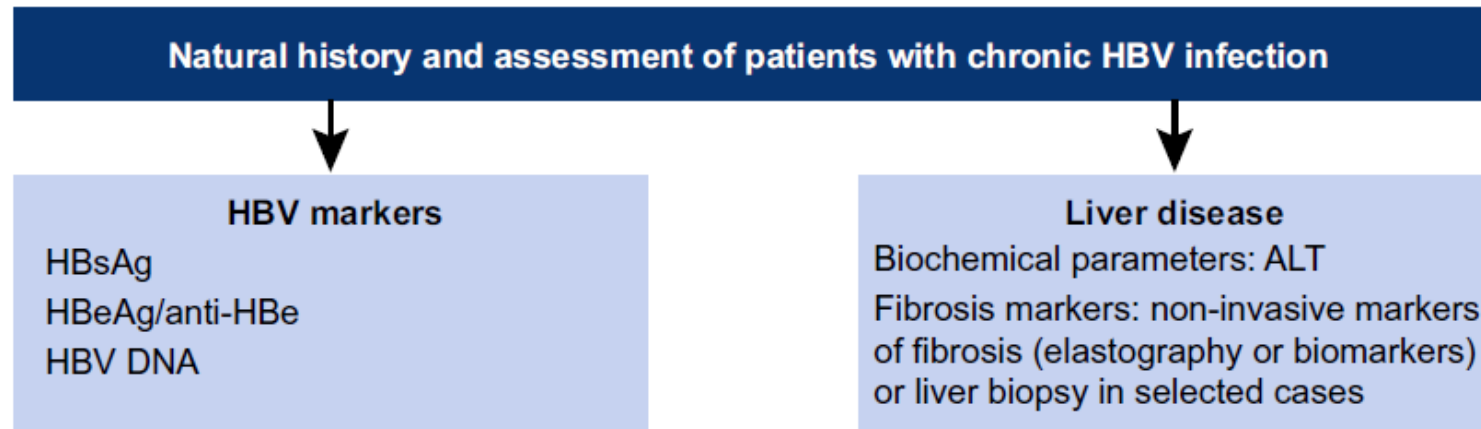 Natural history and assessment of patients with chronic HBV infection
HBV markers
HBsAg
HBeAg/anti-HBe
HBV DNA
Liver disease
Biochemical parameters: ALT
Fibrosis markers: non-invasive markers
of fibrosis (elastography or biomarkers)
or liver biopsy in selected cases